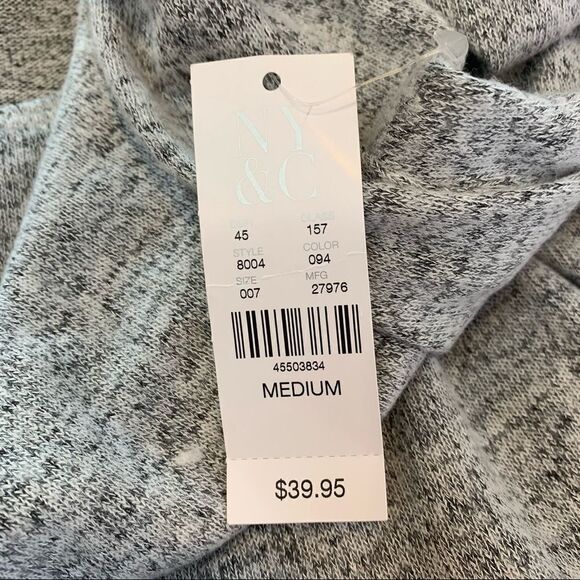 NY
&C
DEPT CLASS
45 157
STYLE COLOR
8004 094
SIZE MFG
007 27976
45503834
MEDIUM
$39.95